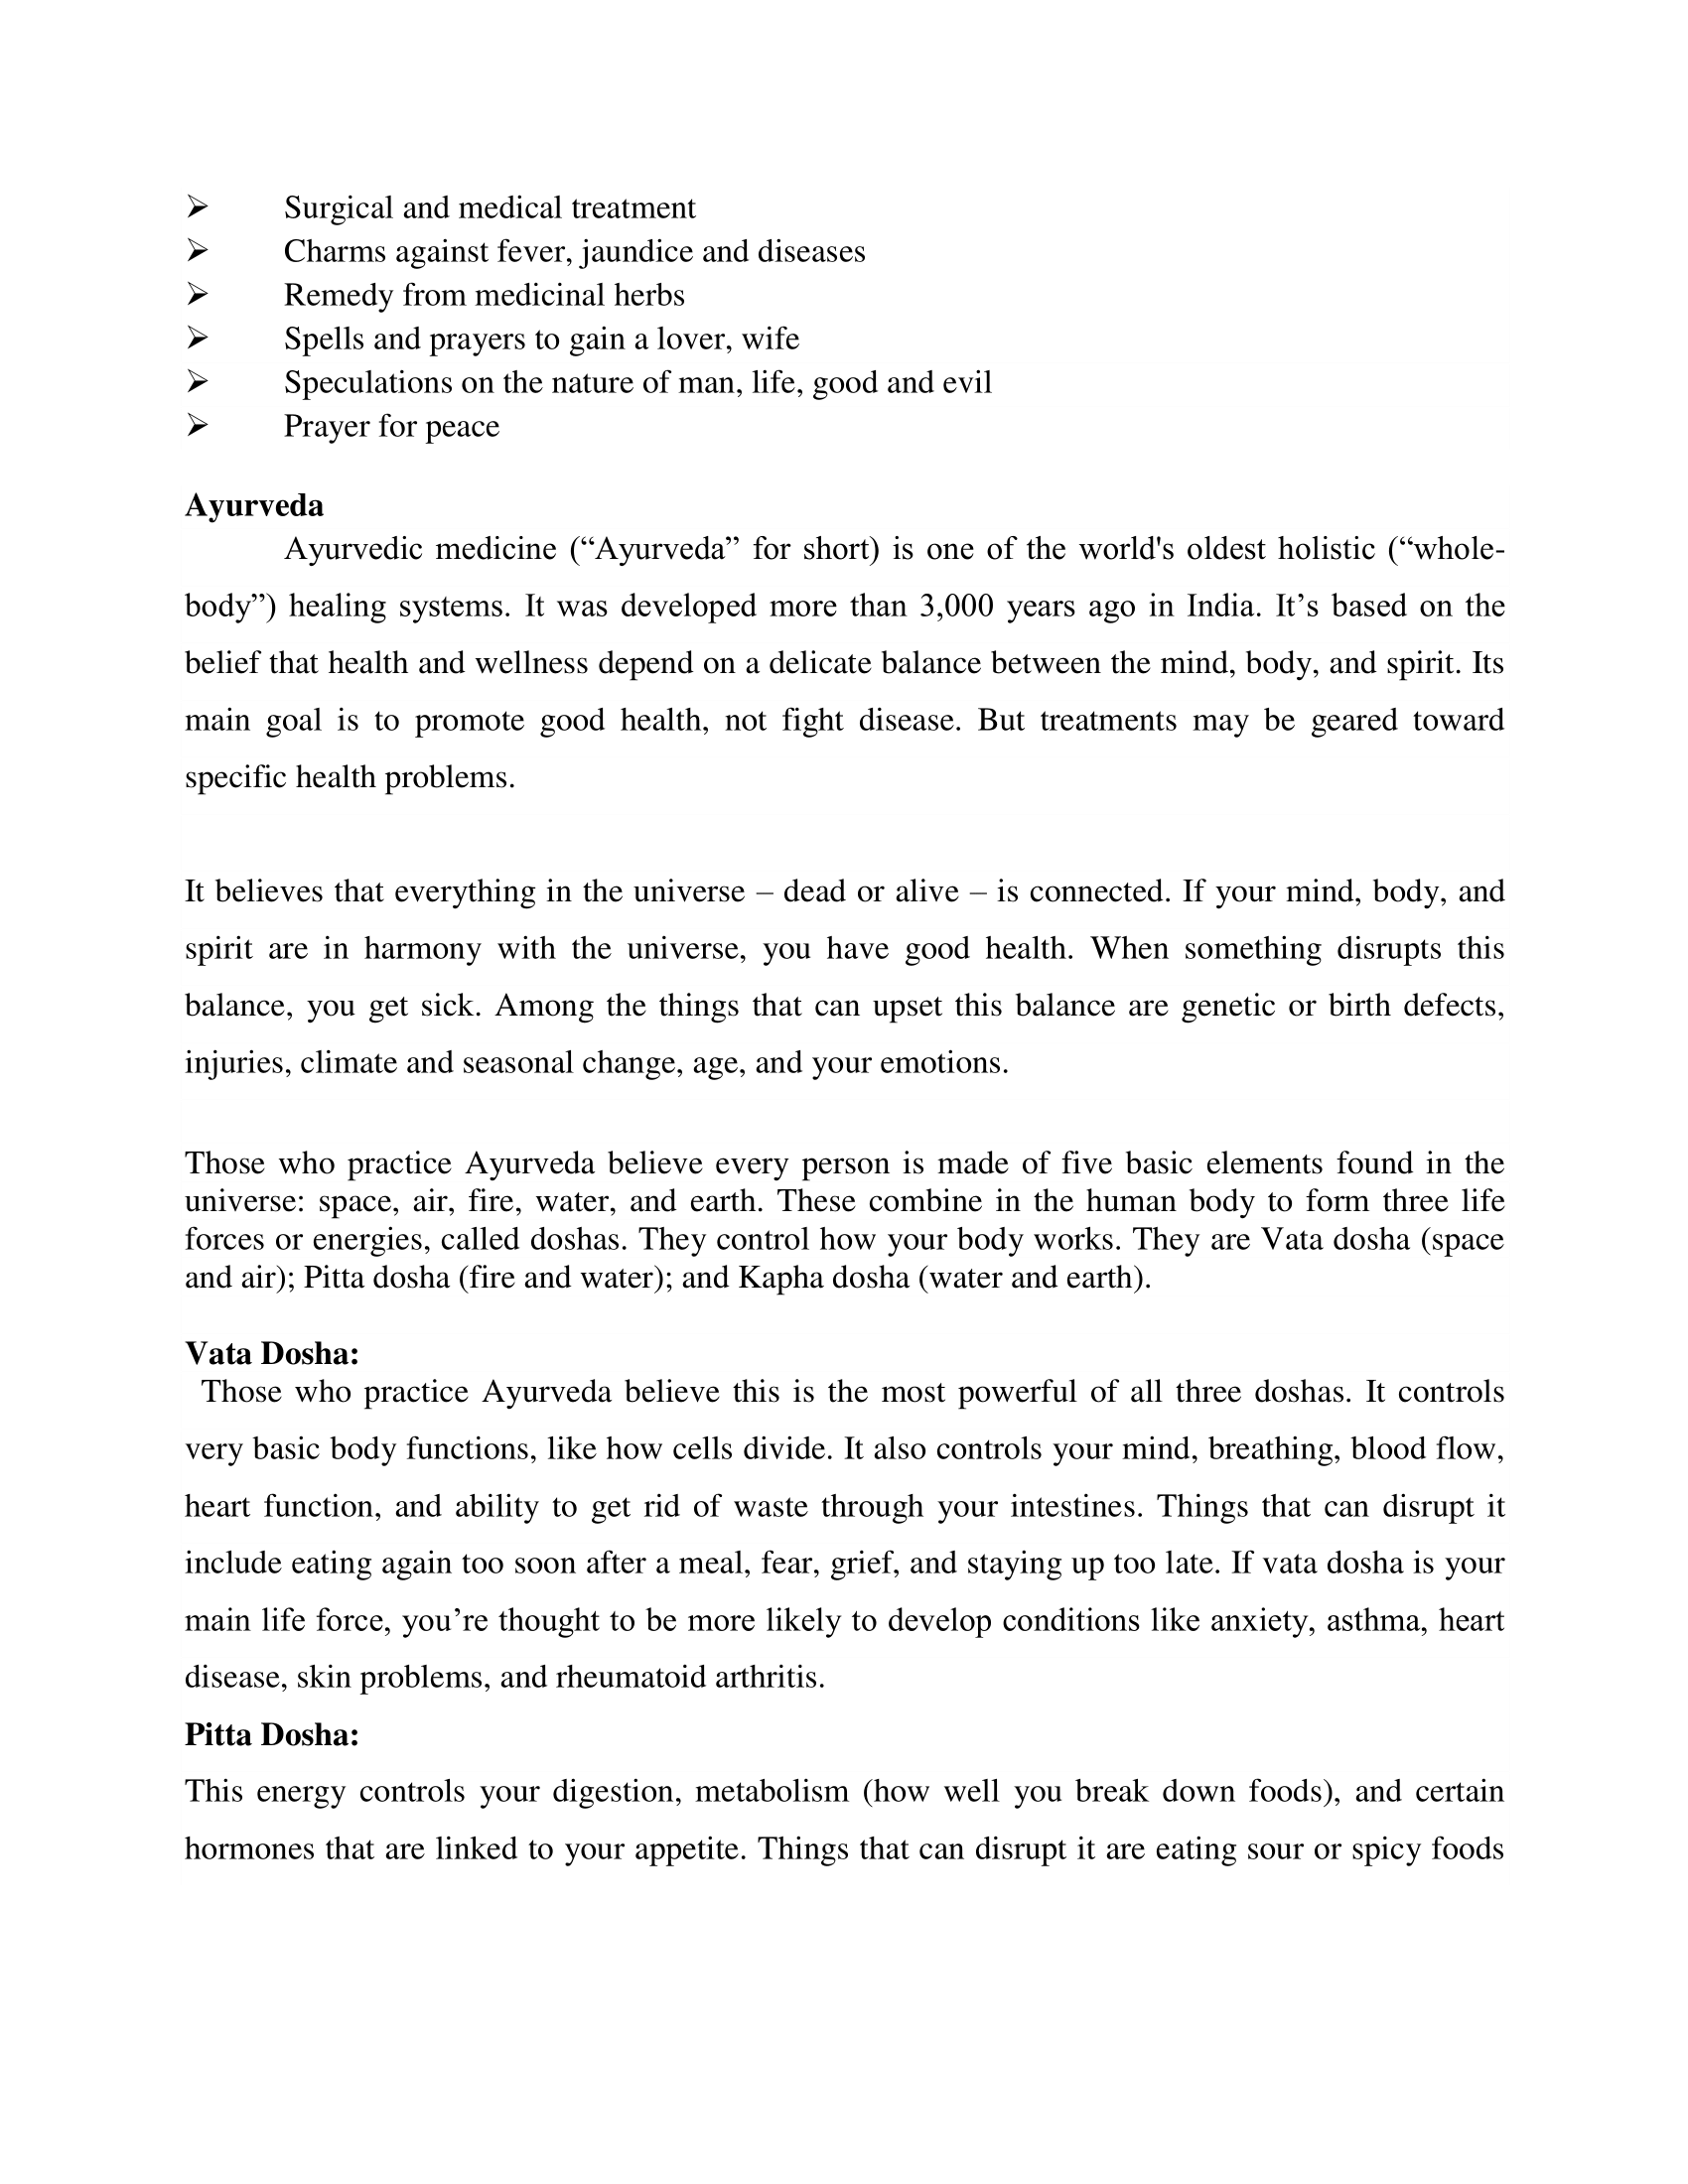 ➢ Surgical and medical treatment
➢ Charms against fever, jaundice and diseases
➢ Remedy from medicinal herbs
➢ Spells and prayers to gain a lover, wife
➢ Speculations on the nature of man, life, good and evil
➢ Prayer for peace
Ayurveda
Ayurvedic medicine (“Ayurveda” for short) is one of the world's oldest holistic (“whole-
body”) healing systems. It was developed more than 3,000 years ago in India. It’s based on the
belief that health and wellness depend on a delicate balance between the mind, body, and spirit. Its
main goal is to promote good health, not fight disease. But treatments may be geared toward
specific health problems.
It believes that everything in the universe – dead or alive – is connected. If your mind, body, and
spirit are in harmony with the universe, you have good health. When something disrupts this
balance, you get sick. Among the things that can upset this balance are genetic or birth defects,
injuries, climate and seasonal change, age, and your emotions.
Those who practice Ayurveda believe every person is made of five basic elements found in the
universe: space, air, fire, water, and earth. These combine in the human body to form three life
forces or energies, called doshas. They control how your body works. They are Vata dosha (space
and air); Pitta dosha (fire and water); and Kapha dosha (water and earth).
Vata Dosha:
Those who practice Ayurveda believe this is the most powerful of all three doshas. It controls
very basic body functions, like how cells divide. It also controls your mind, breathing, blood flow,
heart function, and ability to get rid of waste through your intestines. Things that can disrupt it
include eating again too soon after a meal, fear, grief, and staying up too late. If vata dosha is your
main life force, you’re thought to be more likely to develop conditions like anxiety, asthma, heart
disease, skin problems, and rheumatoid arthritis.
Pitta Dosha:
This energy controls your digestion, metabolism (how well you break down foods), and certain
hormones that are linked to your appetite. Things that can disrupt it are eating sour or spicy foods